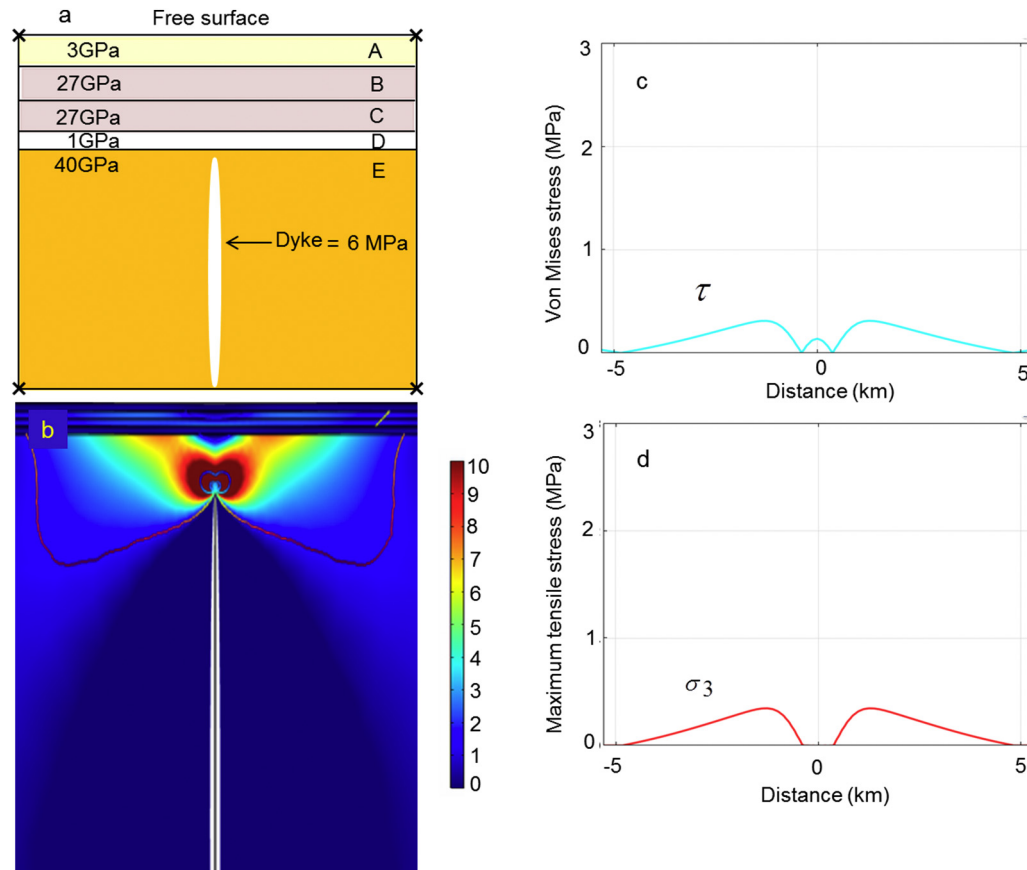 a
Free surface
3GPa A
27GPa B
27GPa C
1GPa D
40GPa E
Dyke = 6 MPa
b
10
9
8
7
6
5
4
3
2
1
0
c
Von Mises stress (MPa)
3
2
1
0
τ
-5 0 5
Distance (km)
d
Maximum tensile stress (MPa)
3
2
1
0
σ3
-5 0 5
Distance (km)